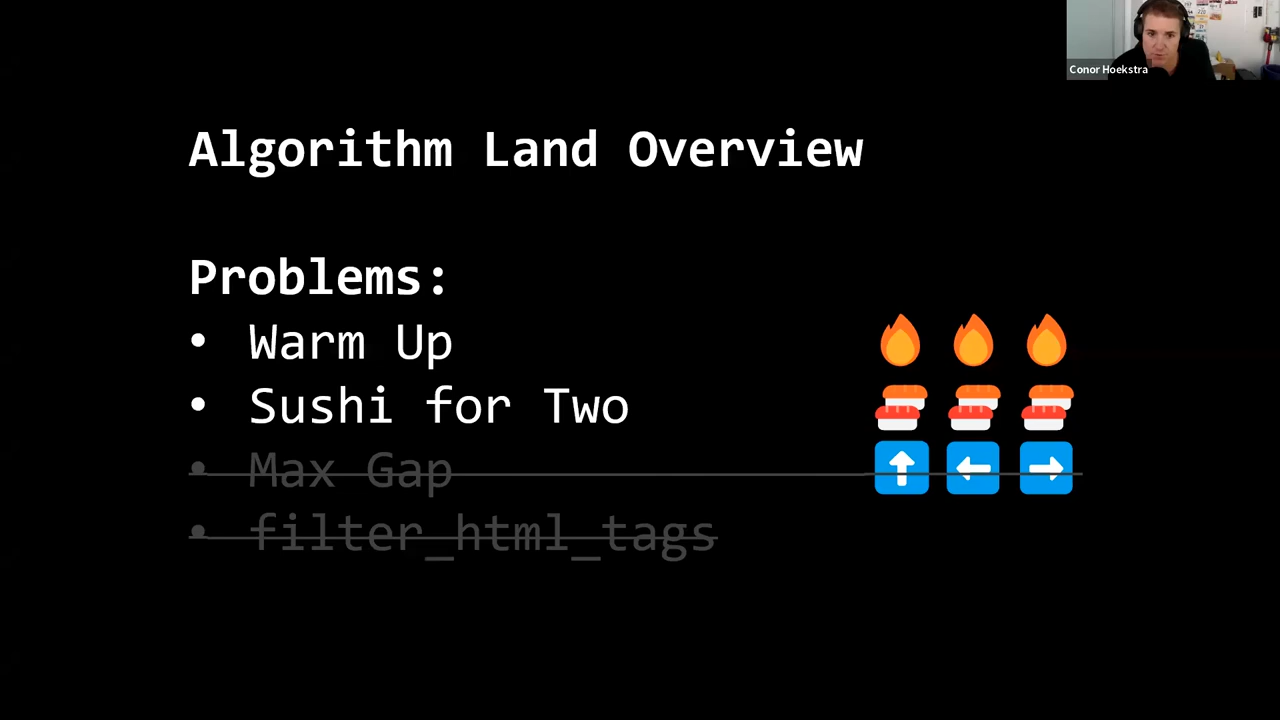 Conor Hoekstra
Algorithm Land Overview
Problems:
• Warm Up
• Sushi for Two
• Max Gap
• filter_html_tags